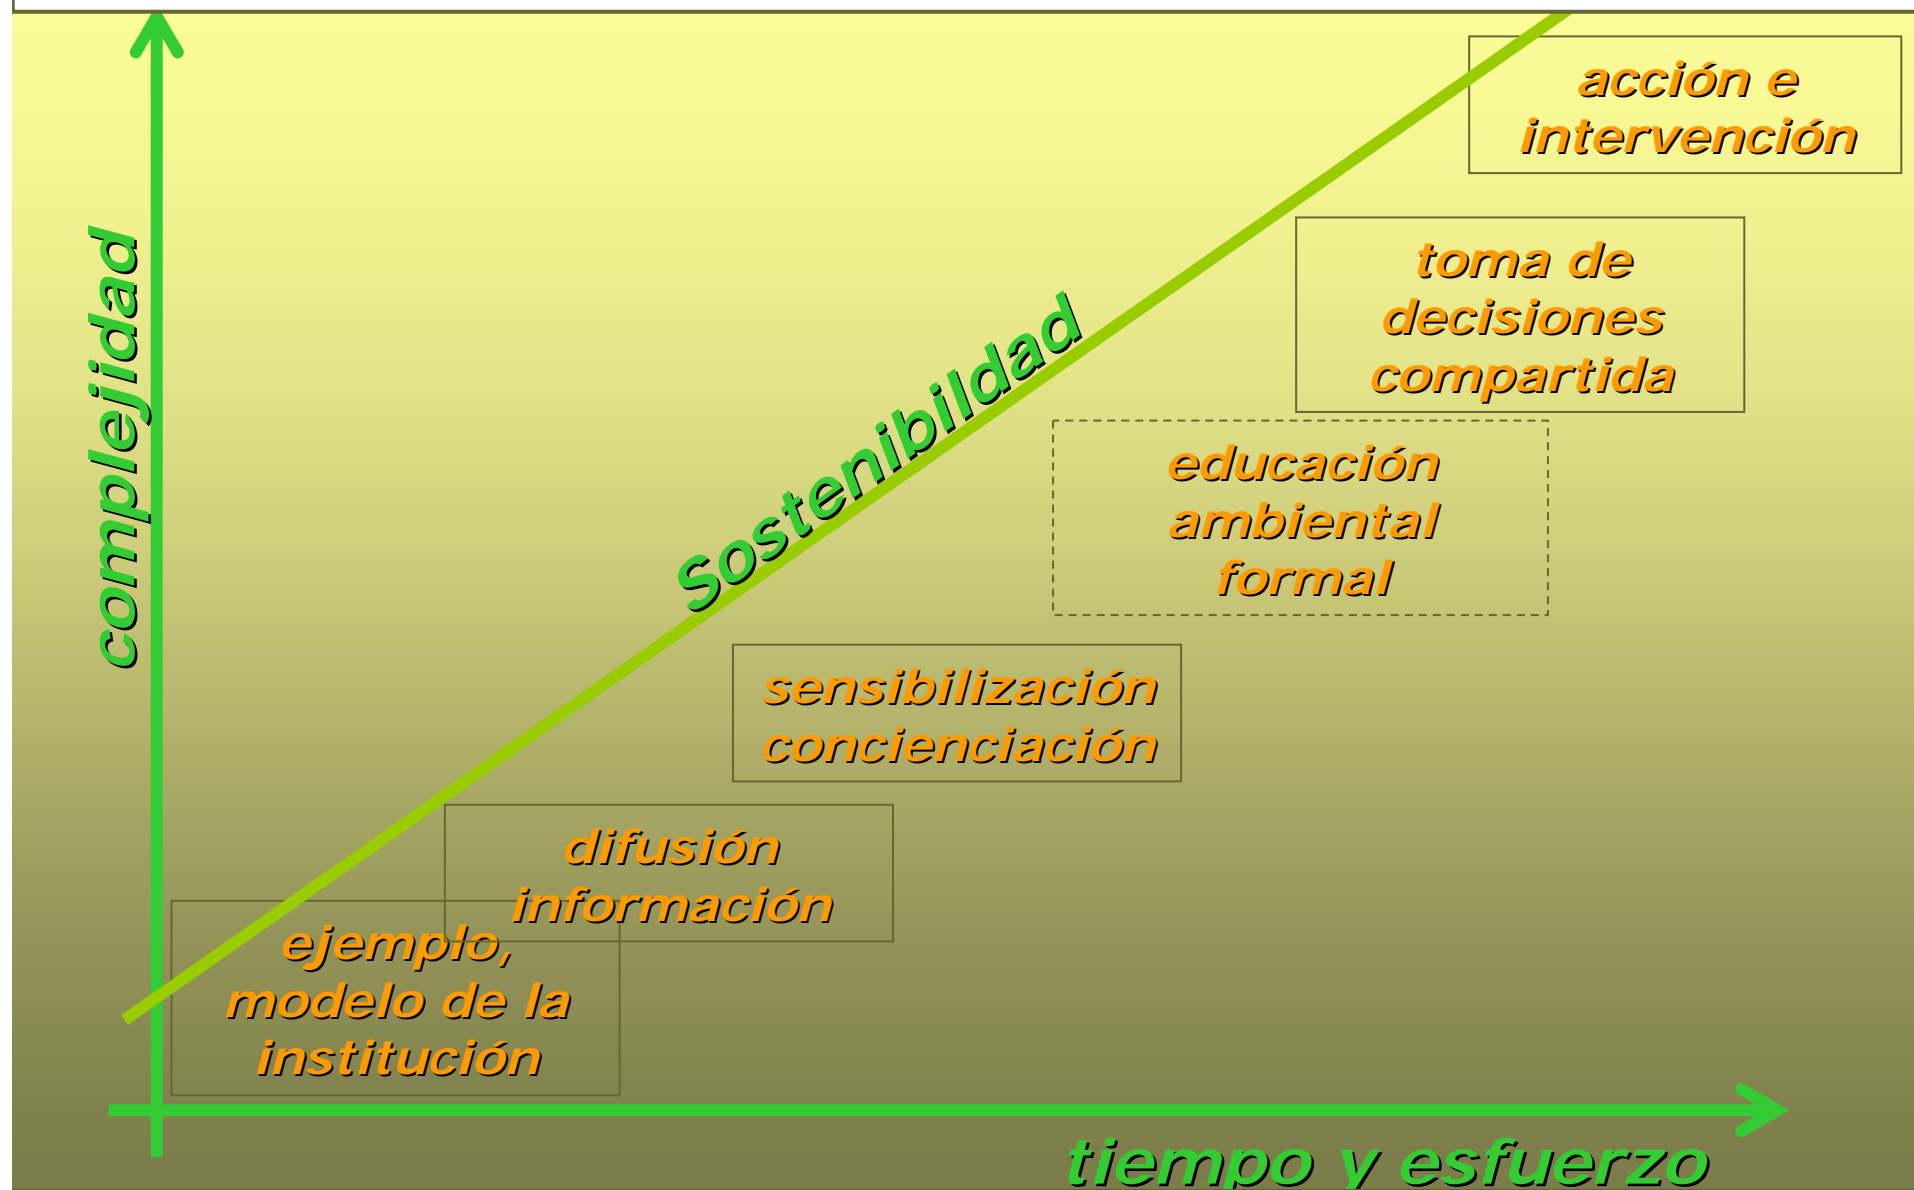 acción e
intervención
toma de
decisiones
compartida
complejidad
Sostenibildad
educación
ambiental
formal
sensibilización
concienciación
difusión
información
ejemplo,
modelo de la
institución
tiempo y esfuerzo